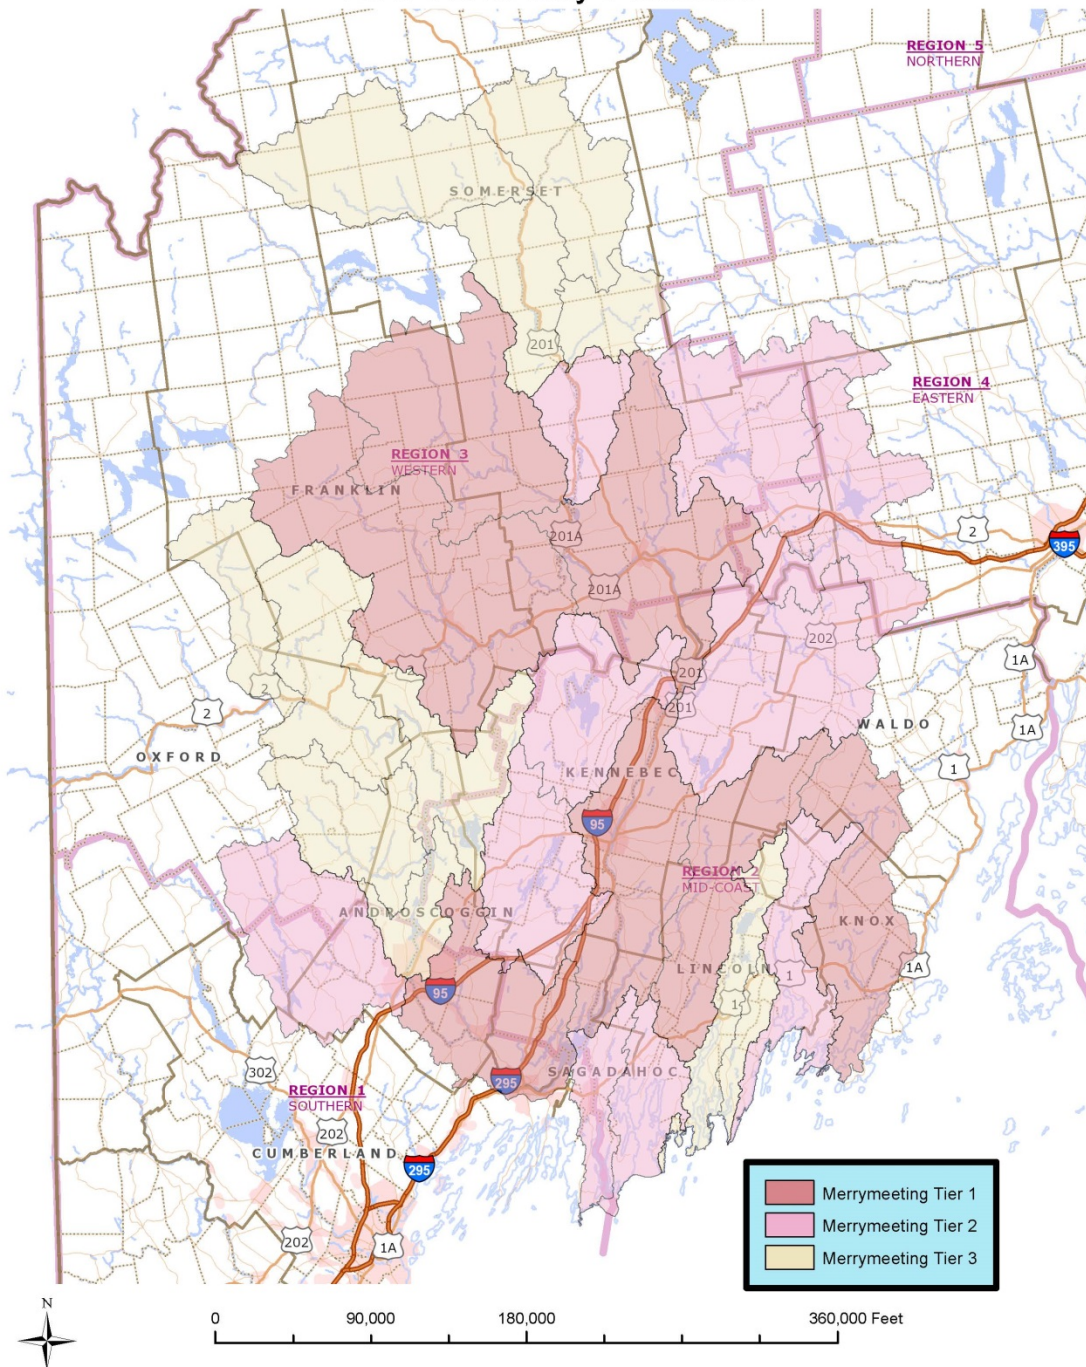 REGION 5
NORTHERN
SOMERSET
201
REGION 4
EASTERN
REGION 3
WESTERN
FRANKLIN
201A
2
395
201A
202
1A
201
2
201
2
1A
WALDO
OXFORD
1
KENNEBEC
95
REGION 2
MID-COAST
ANDROSCOGGIN
KNOX
LINCOLN
1
1A
95
1
302
295
SAGADAHOC
REGION 1
SOUTHERN
202
CUMBERLAND
295
202
1A
Merrymeeting Tier 1
Merrymeeting Tier 2
Merrymeeting Tier 3
N
0 90,000 180,000 360,000 Feet